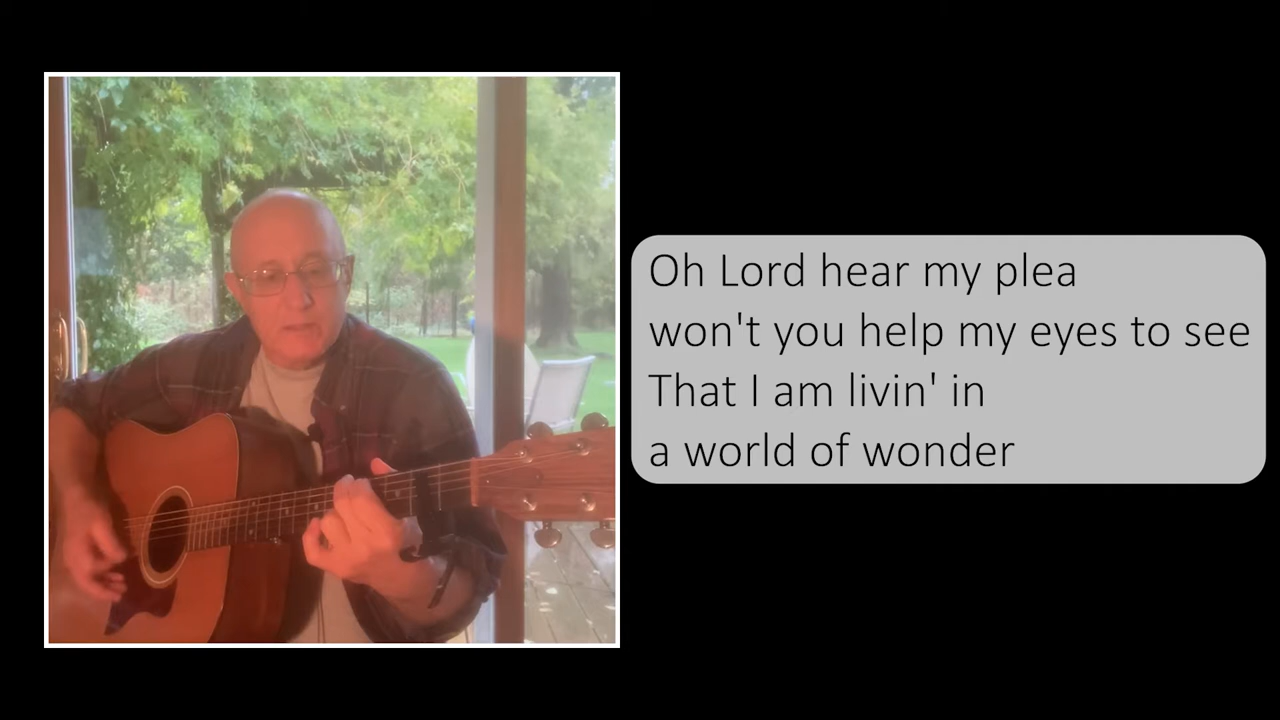 Oh Lord hear my plea
won't you help my eyes to see
That I am livin' in
a world of wonder